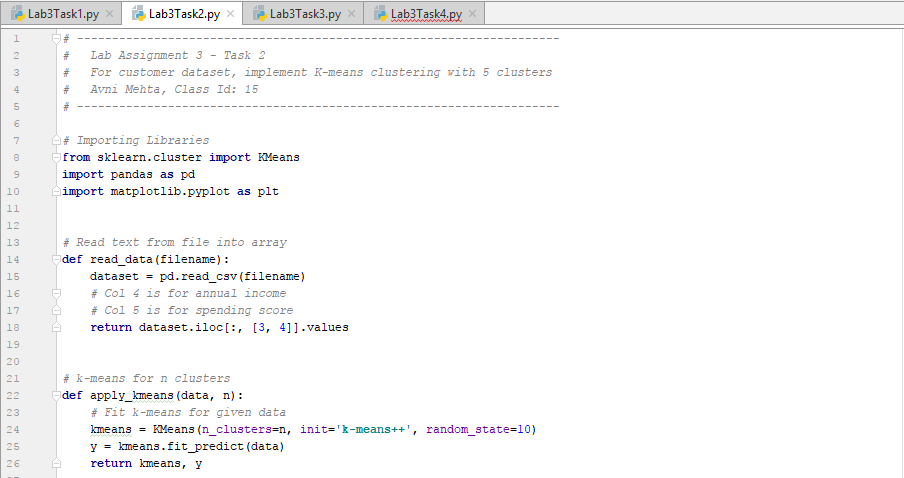 Lab3Task1.py × Lab3Task2.py × Lab3Task3.py × Lab3Task4.py ×
1 # ---------------------------------------------------------------------
2 #   Lab Assignment 3 - Task 2
3 #   For customer dataset, implement K-means clustering with 5 clusters
4 #   Avni Mehta, Class Id: 15
5 # ---------------------------------------------------------------------
6
7 # Importing Libraries
8 from sklearn.cluster import KMeans
9 import pandas as pd
10 import matplotlib.pyplot as plt
11
12
13 # Read text from file into array
14 def read_data(filename):
15     dataset = pd.read_csv(filename)
16     # Col 4 is for annual income
17     # Col 5 is for spending score
18     return dataset.iloc[:, [3, 4]].values
19
20
21 # k-means for n clusters
22 def apply_kmeans(data, n):
23     # Fit k-means for given data
24     kmeans = KMeans(n_clusters=n, init='k-means++', random_state=10)
25     y = kmeans.fit_predict(data)
26     return kmeans, y